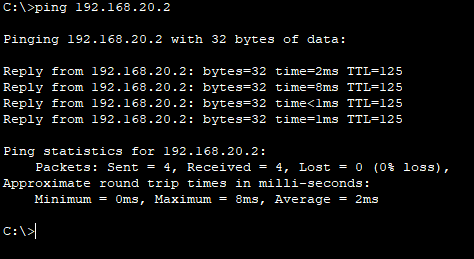 C:\>ping 192.168.20.2
Pinging 192.168.20.2 with 32 bytes of data:
Reply from 192.168.20.2: bytes=32 time=2ms TTL=125
Reply from 192.168.20.2: bytes=32 time=8ms TTL=125
Reply from 192.168.20.2: bytes=32 time<1ms TTL=125
Reply from 192.168.20.2: bytes=32 time=1ms TTL=125
Ping statistics for 192.168.20.2:
    Packets: Sent = 4, Received = 4, Lost = 0 (0% loss),
Approximate round trip times in milli-seconds:
    Minimum = 0ms, Maximum = 8ms, Average = 2ms
C:\>